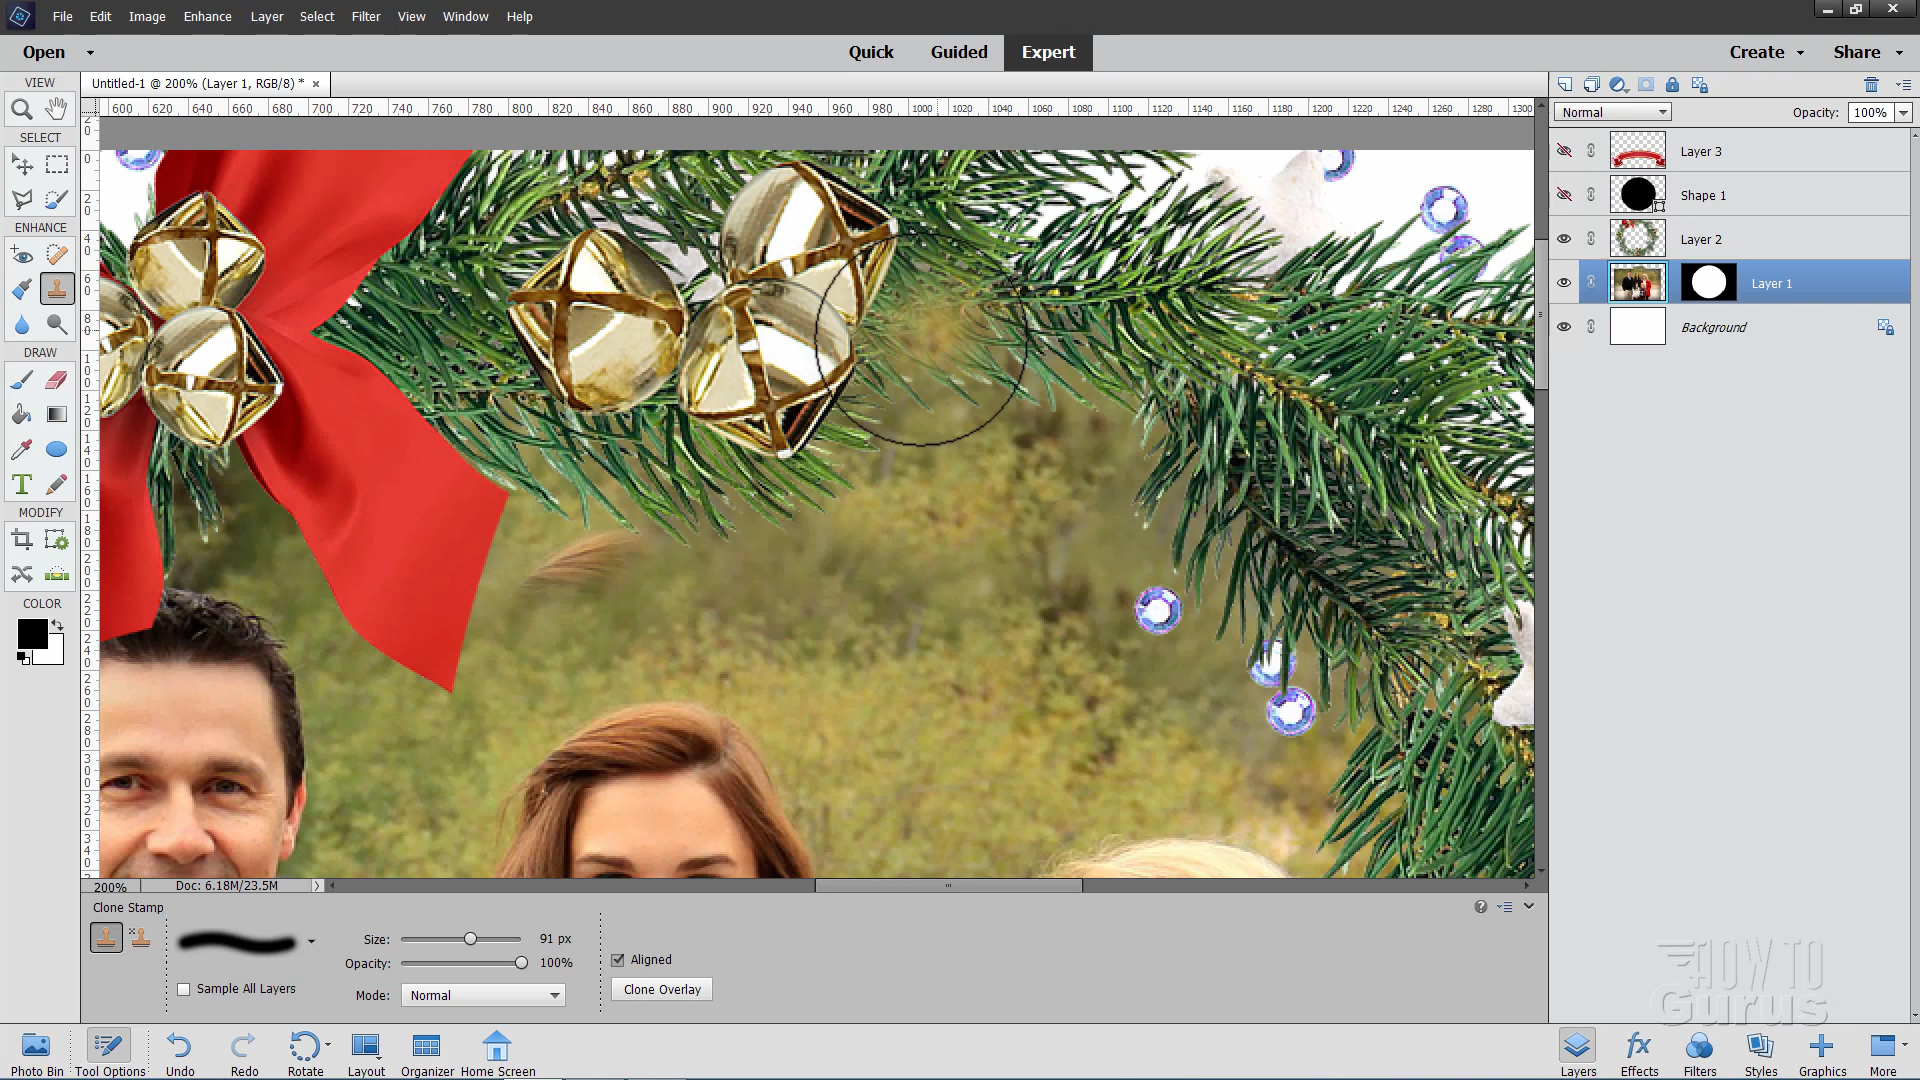 File Edit Image Enhance Layer Select Filter View Window Help
Open Quick Guided Expert Create Share
VIEW
Untitled-1 @ 200% (Layer 1, RGB/8) * ×
600 620 640 660 680 700 720 740 760 780 800 820 840 860 880 900 920 940 960 980 1000 1020 1040 1060 1080 1100 1120 1140 1160 1180 1200 1220 1240 1260 1280 1300
Normal Opacity: 100%
SELECT
Layer 3
Shape 1
ENHANCE
Layer 2
Layer 1
Background
DRAW
T
MODIFY
COLOR
200% Doc: 6.18M/23.5M
Clone Stamp
Size: 91 px
Opacity: 100%
Aligned
Sample All Layers
Mode: Normal
Clone Overlay
HOW TO
Gurus
Photo Bin Tool Options Undo Redo Rotate Layout Organizer Home Screen
fx
Layers Effects Filters Styles Graphics More